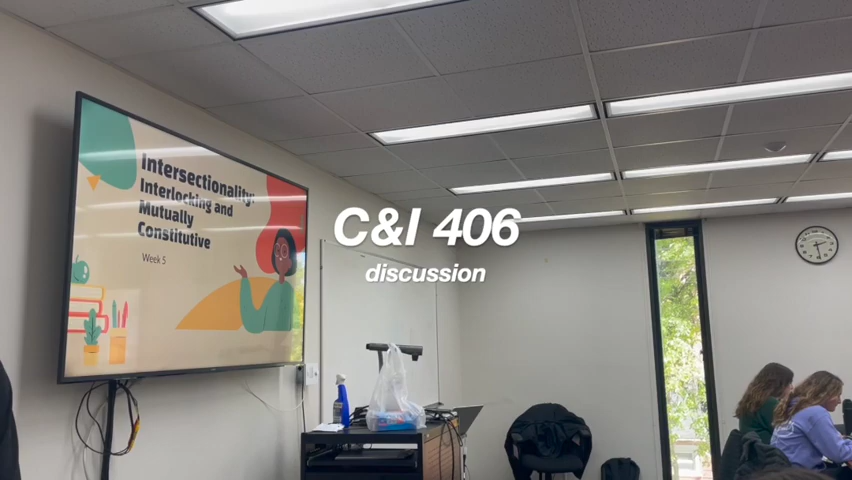 Intersectionality:
Interlocking and
Mutually
Constitutive
Week 5
C&I 406
discussion